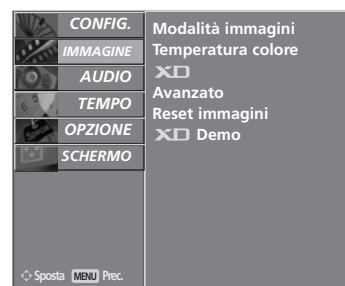 CONFIG.
IMMAGINE
AUDIO
TEMPO
OPZIONE
SCHERMO
Modalità immagini
Temperatura colore
XD
Avanzato
Reset immagini
XD Demo
Sposta MENU Prec.